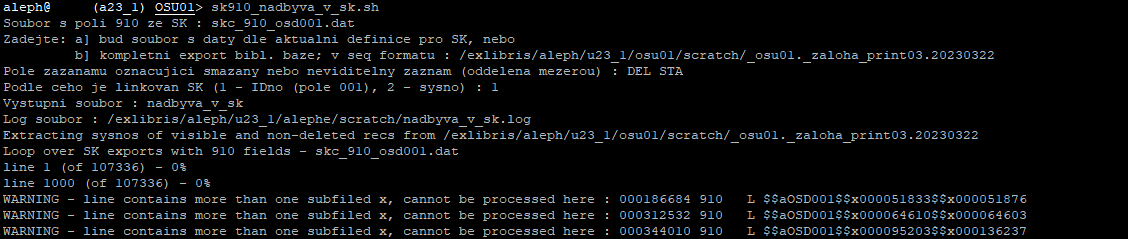 aleph@ (a23_1) OSU01> sk910_nadbyva_v_sk.sh
Soubor s poli 910 ze SK : skc_910_osd001.dat
Zadejte: a] bud soubor s daty dle aktualni definice pro SK, nebo
b] kompletni export bibl. baze; v seq formatu : /exlibris/aleph/u23_1/osu01/scratch/_osu01._zaloha_print03.20230322
Pole zazanamu oznacujici smazany nebo neviditelny zaznam (oddelena mezerou) : DEL STA
Podle ceho je linkovan SK (1 - IDno (pole 001), 2 - sysno) : 1
Vystupni soubor : nadbyva_v_sk
Log soubor : /exlibris/aleph/u23_1/alephe/scratch/nadbyva_v_sk.log
Extracting sysnos of visible and non-deleted recs from /exlibris/aleph/u23_1/osu01/scratch/_osu01._zaloha_print03.20230322
Loop over SK exports with 910 fields - skc_910_osd001.dat
line 1 (of 107336) - 0%
line 1000 (of 107336) - 0%
WARNING - line contains more than one subfiled x, cannot be processed here : 000186684 910   L $$aOSD001$$x000051833$$x000051876
WARNING - line contains more than one subfiled x, cannot be processed here : 000312532 910   L $$aOSD001$$x000064610$$x000064603
WARNING - line contains more than one subfiled x, cannot be processed here : 000344010 910   L $$aOSD001$$x000095203$$x000136237